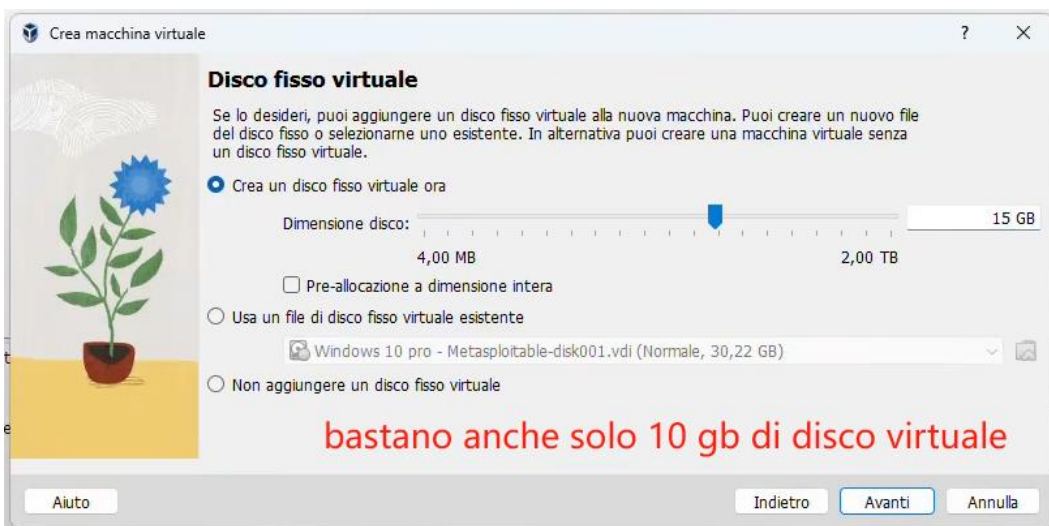 Crea macchina virtuale
?
Disco fisso virtuale
Se lo desideri, puoi aggiungere un disco fisso virtuale alla nuova macchina. Puoi creare un nuovo file
del disco fisso o selezionarne uno esistente. In alternativa puoi creare una macchina virtuale senza
un disco fisso virtuale.
Crea un disco fisso virtuale ora
Dimensione disco:
15 GB
4,00 MB
2,00 TB
Pre-allocazione a dimensione intera
Usa un file di disco fisso virtuale esistente
Windows 10 pro - Metasploitable-disk001.vdi (Normale, 30,22 GB)
Non aggiungere un disco fisso virtuale
bastano anche solo 10 gb di disco virtuale
Aiuto
Indietro
Avanti
Annulla